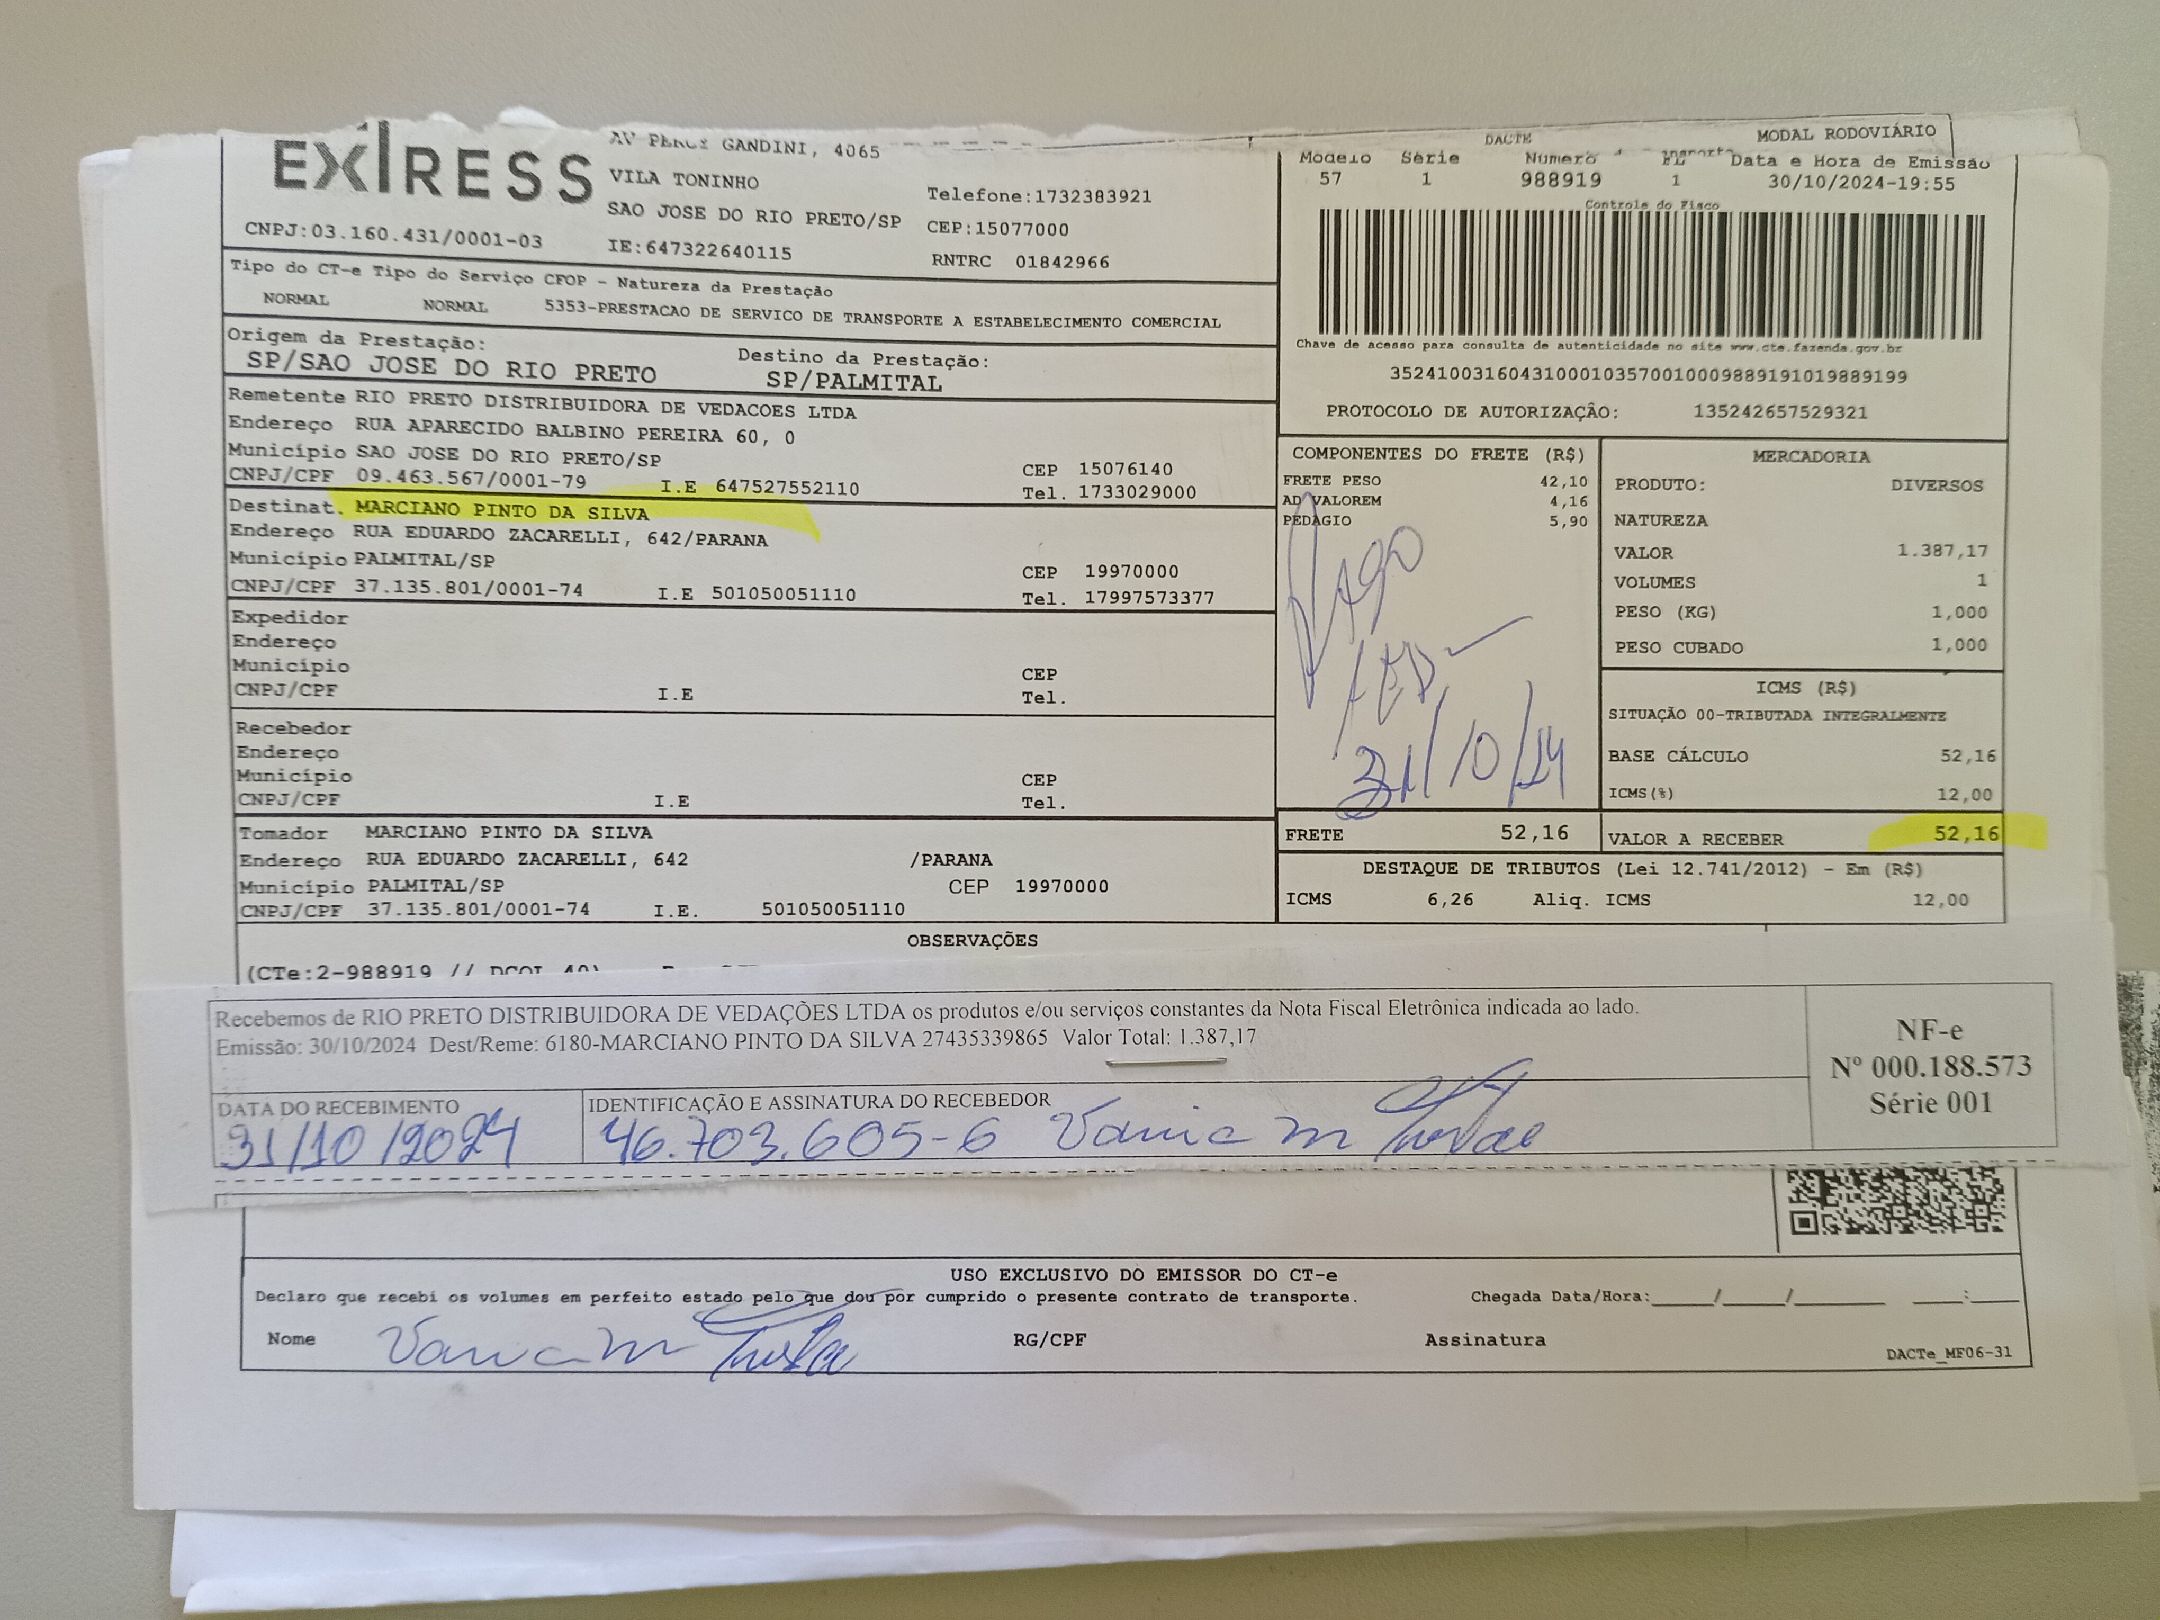 EXPRESS
AV PERCY GANDINI, 4065
VILA TONINHO
SAO JOSE DO RIO PRETO/SP
Telefone:1732383921
CEP:15077000
CNPJ:03.160.431/0001-03
IE:647322640115
RNTRC 01842966
DACTE
MODAL RODOVIÁRIO
Modelo Série Número FL Data e Hora de Emissão
57 1 988919 1 30/10/2024-19:55
Controle do Fisco
Chave de acesso para consulta de autenticidade no site www.cte.fazenda.gov.br
35241003160431000103570010009889191019889199
PROTOCOLO DE AUTORIZAÇÃO: 135242657529321
Tipo do CT-e Tipo do Serviço CFOP - Natureza da Prestação
NORMAL NORMAL 5353-PRESTACAO DE SERVICO DE TRANSPORTE A ESTABELECIMENTO COMERCIAL
Origem da Prestação: Destino da Prestação:
SP/SAO JOSE DO RIO PRETO SP/PALMITAL
Remetente RIO PRETO DISTRIBUIDORA DE VEDACOES LTDA
Endereço RUA APARECIDO BALBINO PEREIRA 60, 0
Município SAO JOSE DO RIO PRETO/SP CEP 15076140
CNPJ/CPF 09.463.567/0001-79 I.E 647527552110 Tel. 1733029000
Destinat. MARCIANO PINTO DA SILVA
Endereço RUA EDUARDO ZACARELLI, 642/PARANA
Município PALMITAL/SP CEP 19970000
CNPJ/CPF 37.135.801/0001-74 I.E 501050051110 Tel. 17997573377
Expedidor
Endereço
Município CEP
CNPJ/CPF I.E Tel.
Recebedor
Endereço
Município CEP
CNPJ/CPF I.E Tel.
Tomador MARCIANO PINTO DA SILVA
Endereço RUA EDUARDO ZACARELLI, 642 /PARANA
Município PALMITAL/SP CEP 19970000
CNPJ/CPF 37.135.801/0001-74 I.E. 501050051110
COMPONENTES DO FRETE (R$)
FRETE PESO 42,10
AD VALOREM 4,16
PEDAGIO 5,90
Pago
31/10/24
FRETE 52,16
MERCADORIA
PRODUTO: DIVERSOS
NATUREZA
VALOR 1.387,17
VOLUMES 1
PESO (KG) 1,000
PESO CUBADO 1,000
ICMS (R$)
SITUAÇÃO 00-TRIBUTADA INTEGRALMENTE
BASE CÁLCULO 52,16
ICMS(%) 12,00
VALOR A RECEBER 52,16
DESTAQUE DE TRIBUTOS (Lei 12.741/2012) - Em (R$)
ICMS 6,26 Aliq. ICMS 12,00
OBSERVAÇÕES
(CTe:2-988919 //
Recebemos de RIO PRETO DISTRIBUIDORA DE VEDAÇÕES LTDA os produtos e/ou serviços constantes da Nota Fiscal Eletrônica indicada ao lado.
Emissão: 30/10/2024 Dest/Reme: 6180-MARCIANO PINTO DA SILVA 27435339865 Valor Total: 1.387,17
DATA DO RECEBIMENTO
31/10/2024
IDENTIFICAÇÃO E ASSINATURA DO RECEBEDOR
46.703.605-6 Vania m
NF-e
Nº 000.188.573
Série 001
USO EXCLUSIVO DO EMISSOR DO CT-e
Declaro que recebi os volumes em perfeito estado pelo que dou por cumprido o presente contrato de transporte. Chegada Data/Hora:____/____/______ ___:___
Nome Vania m RG/CPF Assinatura
DACTe_MF06-31